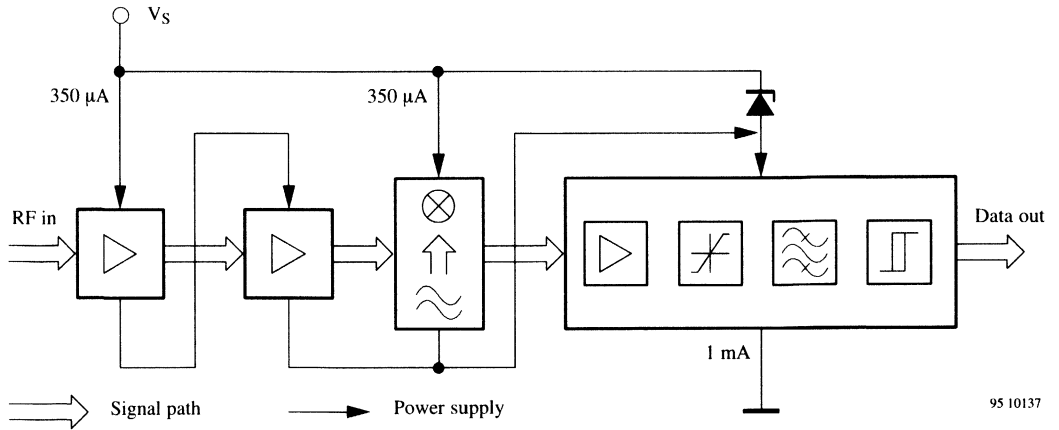 V_S
350 µA
350 µA
RF in
Data out
1 mA
Signal path
Power supply
95 10137